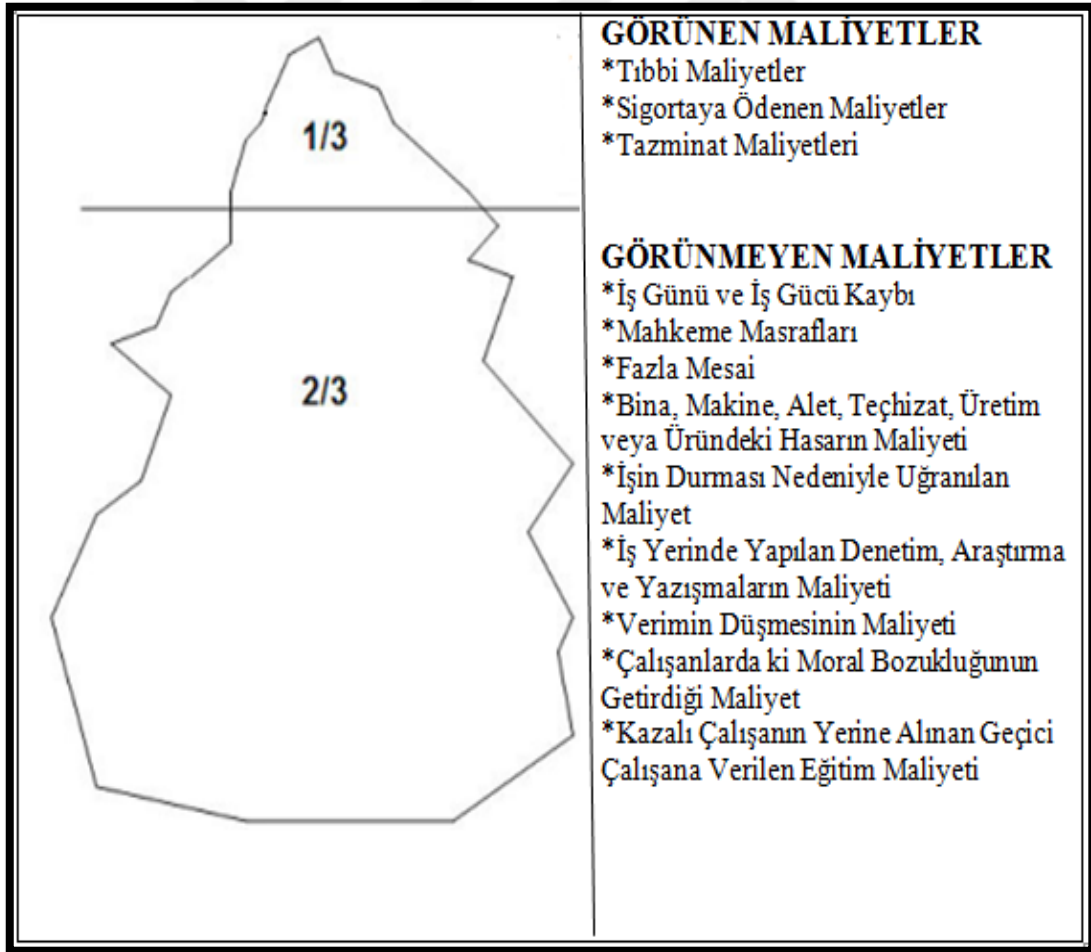 1/3
2/3
GÖRÜNEN MALİYETLER
*Tıbbi Maliyetler
*Sigortaya Ödenen Maliyetler
*Tazminat Maliyetleri
GÖRÜNMEYEN MALİYETLER
*İş Günü ve İş Gücü Kaybı
*Mahkeme Masrafları
*Fazla Mesai
*Bina, Makine, Alet, Teçhizat, Üretim
veya Üründeki Hasarın Maliyeti
*İşin Durması Nedeniyle Uğranılan
Maliyet
*İş Yerinde Yapılan Denetim, Araştırma
ve Yazışmaların Maliyeti
*Verimin Düşmesinin Maliyeti
*Çalışanlarda ki Moral Bozukluğunun
Getirdiği Maliyet
*Kazalı Çalışanın Yerine Alınan Geçici
Çalışana Verilen Eğitim Maliyeti